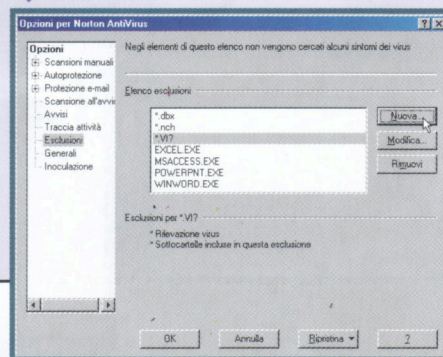 Opzioni per Norton AntiVirus
? x
Opzioni
Scansioni manuali
Autoprotezione
Protezione e-mail
Scansione all'avvi
Avvisi
Traccia attività
Esclusioni
Generali
Inoculazione
Negli elementi di questo elenco non vengono cercati alcuni sintomi dei virus
Elenco esclusioni
*.dbx
*.nch
*.VI?
EXCEL.EXE
MSACCESS.EXE
POWERPNT.EXE
WINWORD.EXE
Nuova...
Modifica...
Rimuovi
Esclusioni per *.VI?
* Rilevazione virus
* Sottocartelle incluse in questa esclusione
OK
Annulla
Ripristina
?